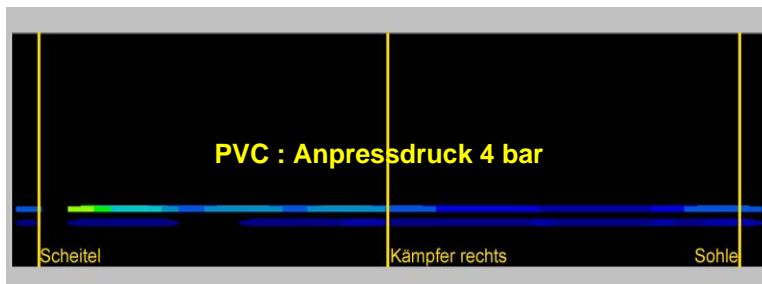 PVC : Anpressdruck 4 bar
Scheitel
Kämpfer rechts
Sohle